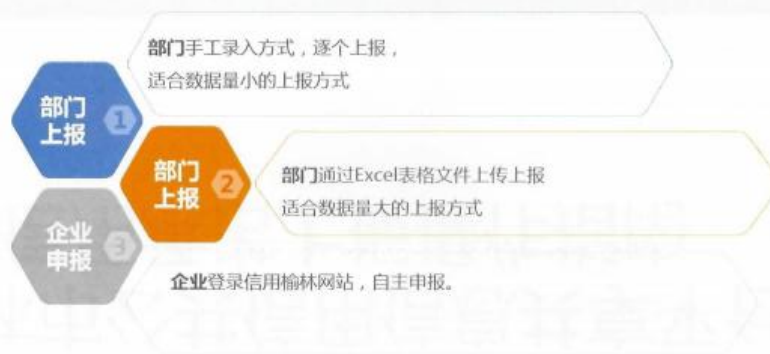 部门手工录入方式，逐个上报，
适合数据量小的上报方式
部门
上报
1
部门
上报
2
部门通过Excel表格文件上传上报
适合数据量大的上报方式
企业
申报
3
企业登录信用榆林网站，自主申报。